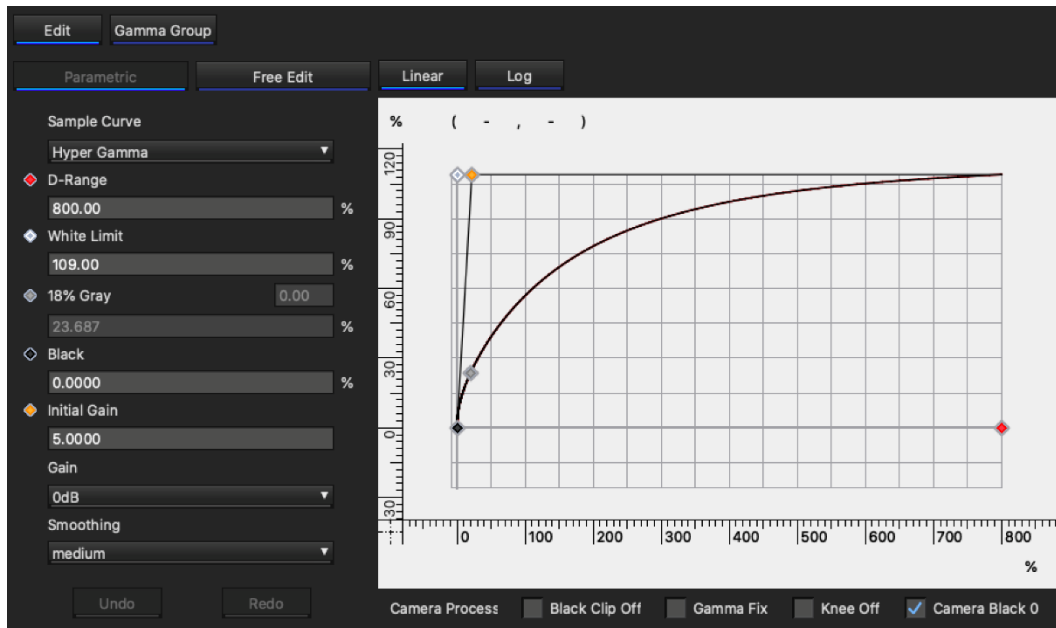 Edit Gamma Group
Parametric Free Edit Linear Log
Sample Curve
Hyper Gamma
D-Range
800.00 %
White Limit
109.00 %
18% Gray 0.00
23.687 %
Black
0.0000 %
Initial Gain
5.0000
Gain
0dB
Smoothing
medium
Undo Redo
% ( - , - )
120
90
60
30
0
30
0 100 200 300 400 500 600 700 800
%
Camera Process Black Clip Off Gamma Fix Knee Off Camera Black 0